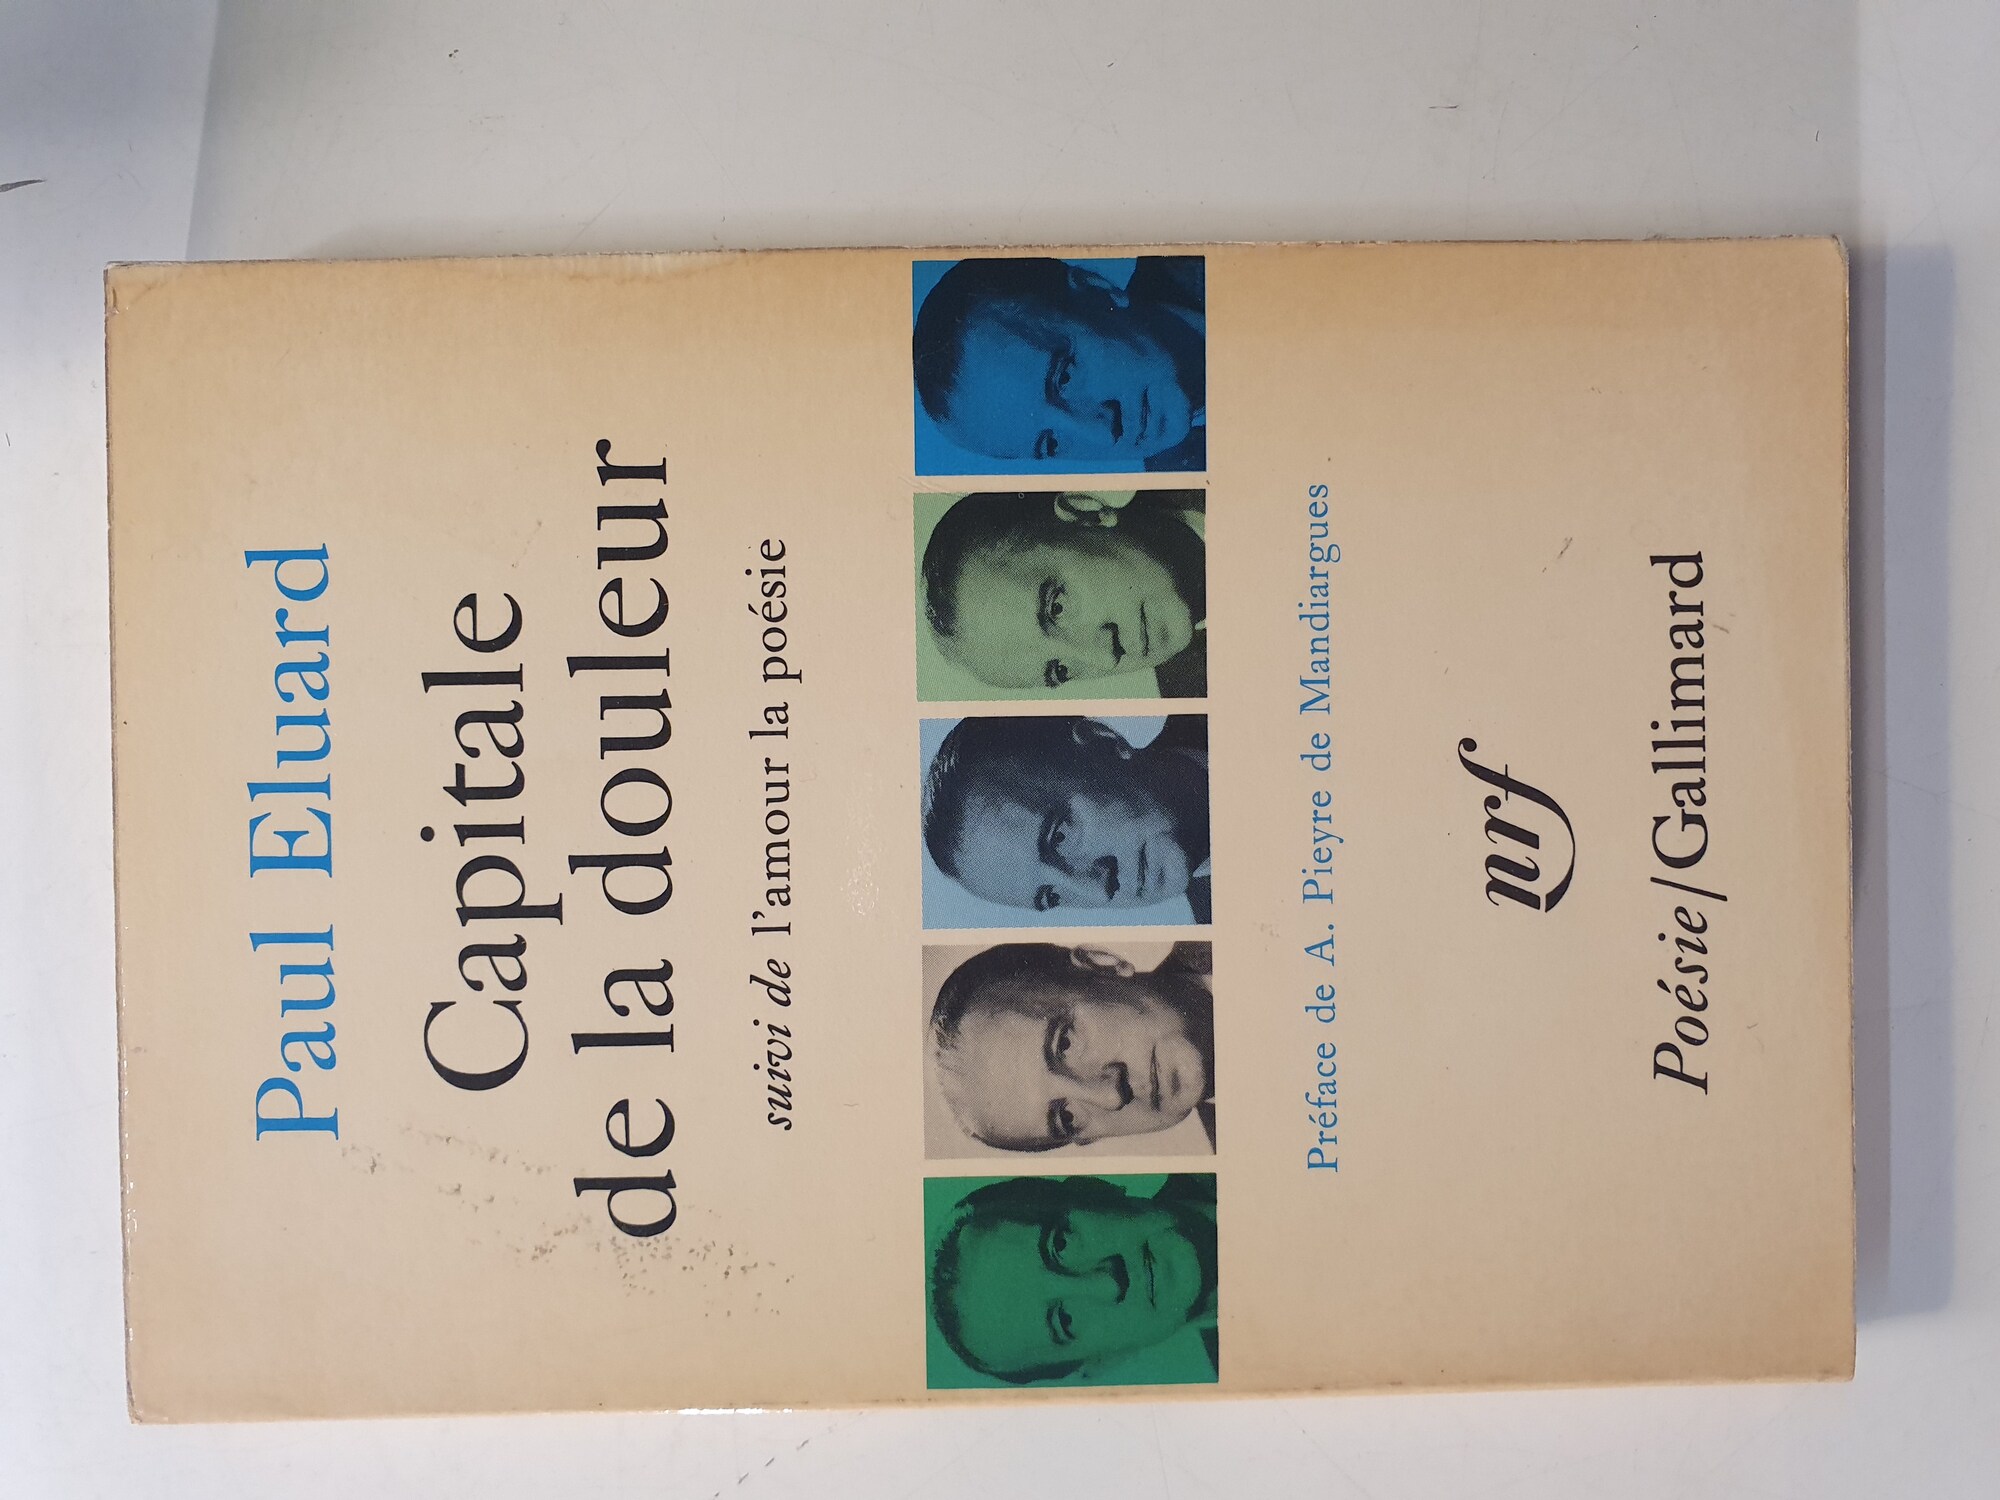 Paul Eluard
Capitale
de la douleur
suivi de l'amour la poésie
Préface de A. Pieyre de Mandiargues
nrf
Poésie/Gallimard